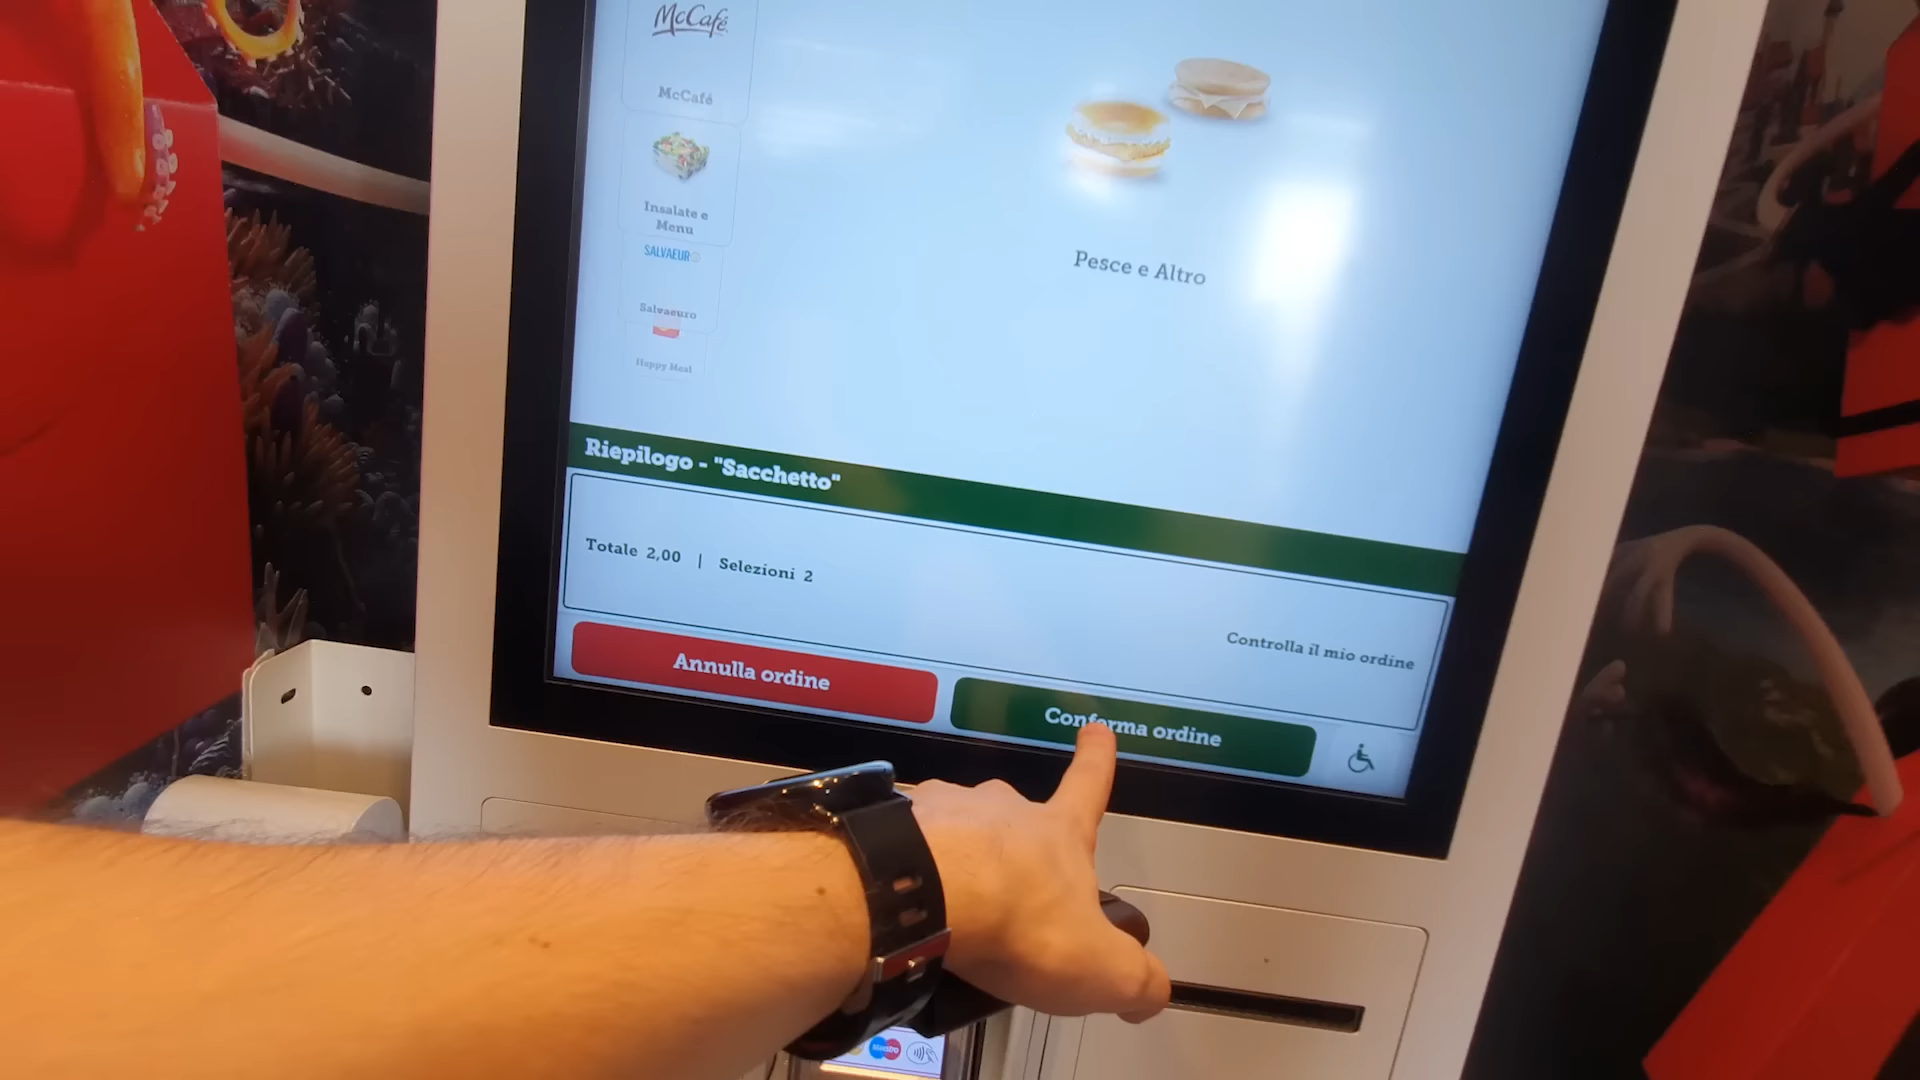 McCafé
McCafé
Insalate e
Menu
SALVAEURO
Salvaeuro
Happy Meal
Pesce e Altro
Riepilogo - "Sacchetto"
Totale 2,00 | Selezioni 2
Controlla il mio ordine
Annulla ordine
Conferma ordine
Maestro